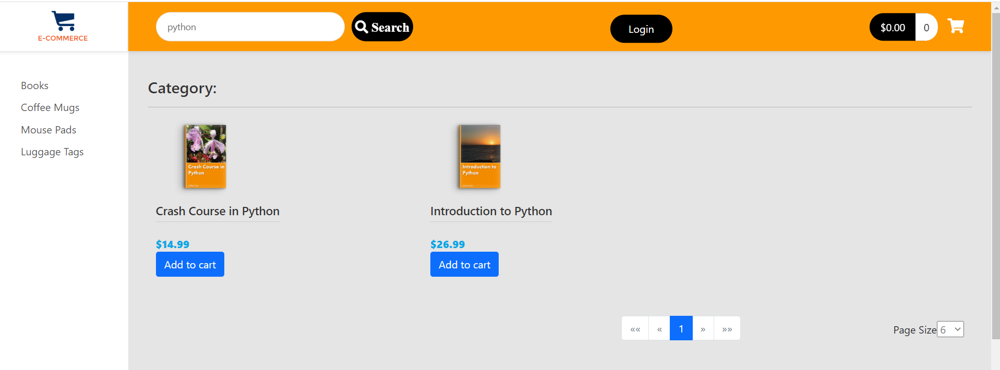 E-COMMERCE
python
Search
Login
$0.00
0
Books
Coffee Mugs
Mouse Pads
Luggage Tags
Category:
Crash Course in
Python
Introduction to
Python
Crash Course in Python
Introduction to Python
$14.99
$26.99
Add to cart
Add to cart
««
«
1
»
»»
Page Size
6